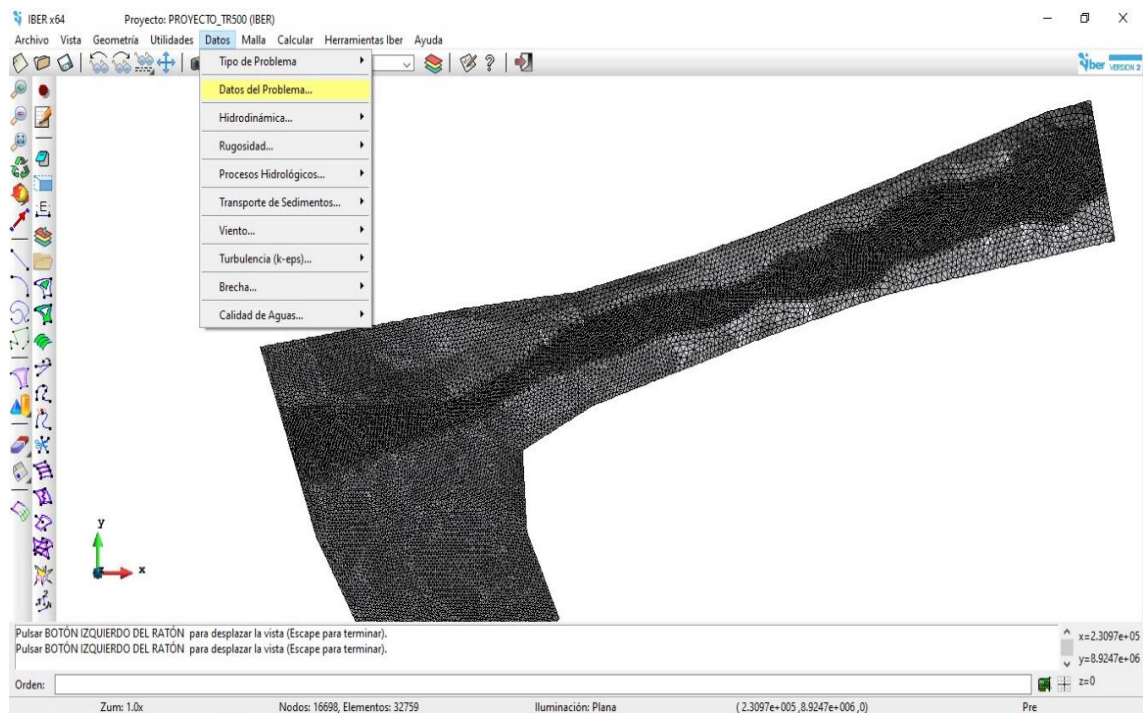 IBER x64 Proyecto: PROYECTO_TR500 (IBER)
Archivo Vista Geometría Utilidades Datos Malla Calcular Herramientas Iber Ayuda
Iber VERSION 2
Tipo de Problema
Datos del Problema...
Hidrodinámica...
Rugosidad...
Procesos Hidrológicos...
Transporte de Sedimentos...
Viento...
Turbulencia (k-eps)...
Brecha...
Calidad de Aguas...
y
x
Pulsar BOTÓN IZQUIERDO DEL RATÓN para desplazar la vista (Escape para terminar).
Pulsar BOTÓN IZQUIERDO DEL RATÓN para desplazar la vista (Escape para terminar).
x=2.3097e+05
y=8.9247e+06
z=0
Orden:
Zum: 1.0x Nodos: 16698, Elementos: 32759 Iluminación: Plana (2.3097e+005,8.9247e+006,0) Pre